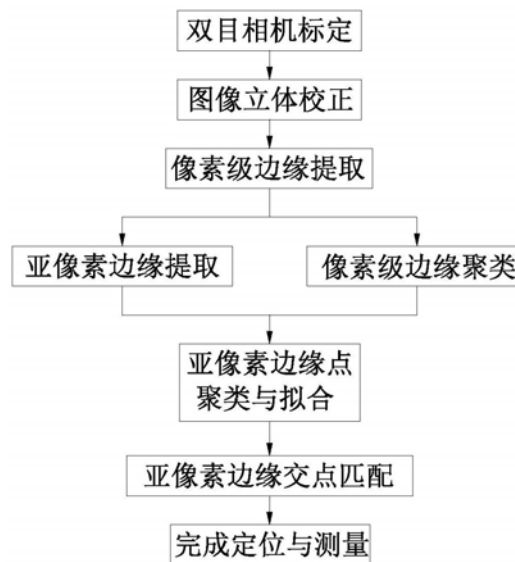 双目相机标定
图像立体校正
像素级边缘提取
亚像素边缘提取
像素级边缘聚类
亚像素边缘点
聚类与拟合
亚像素边缘交点匹配
完成定位与测量